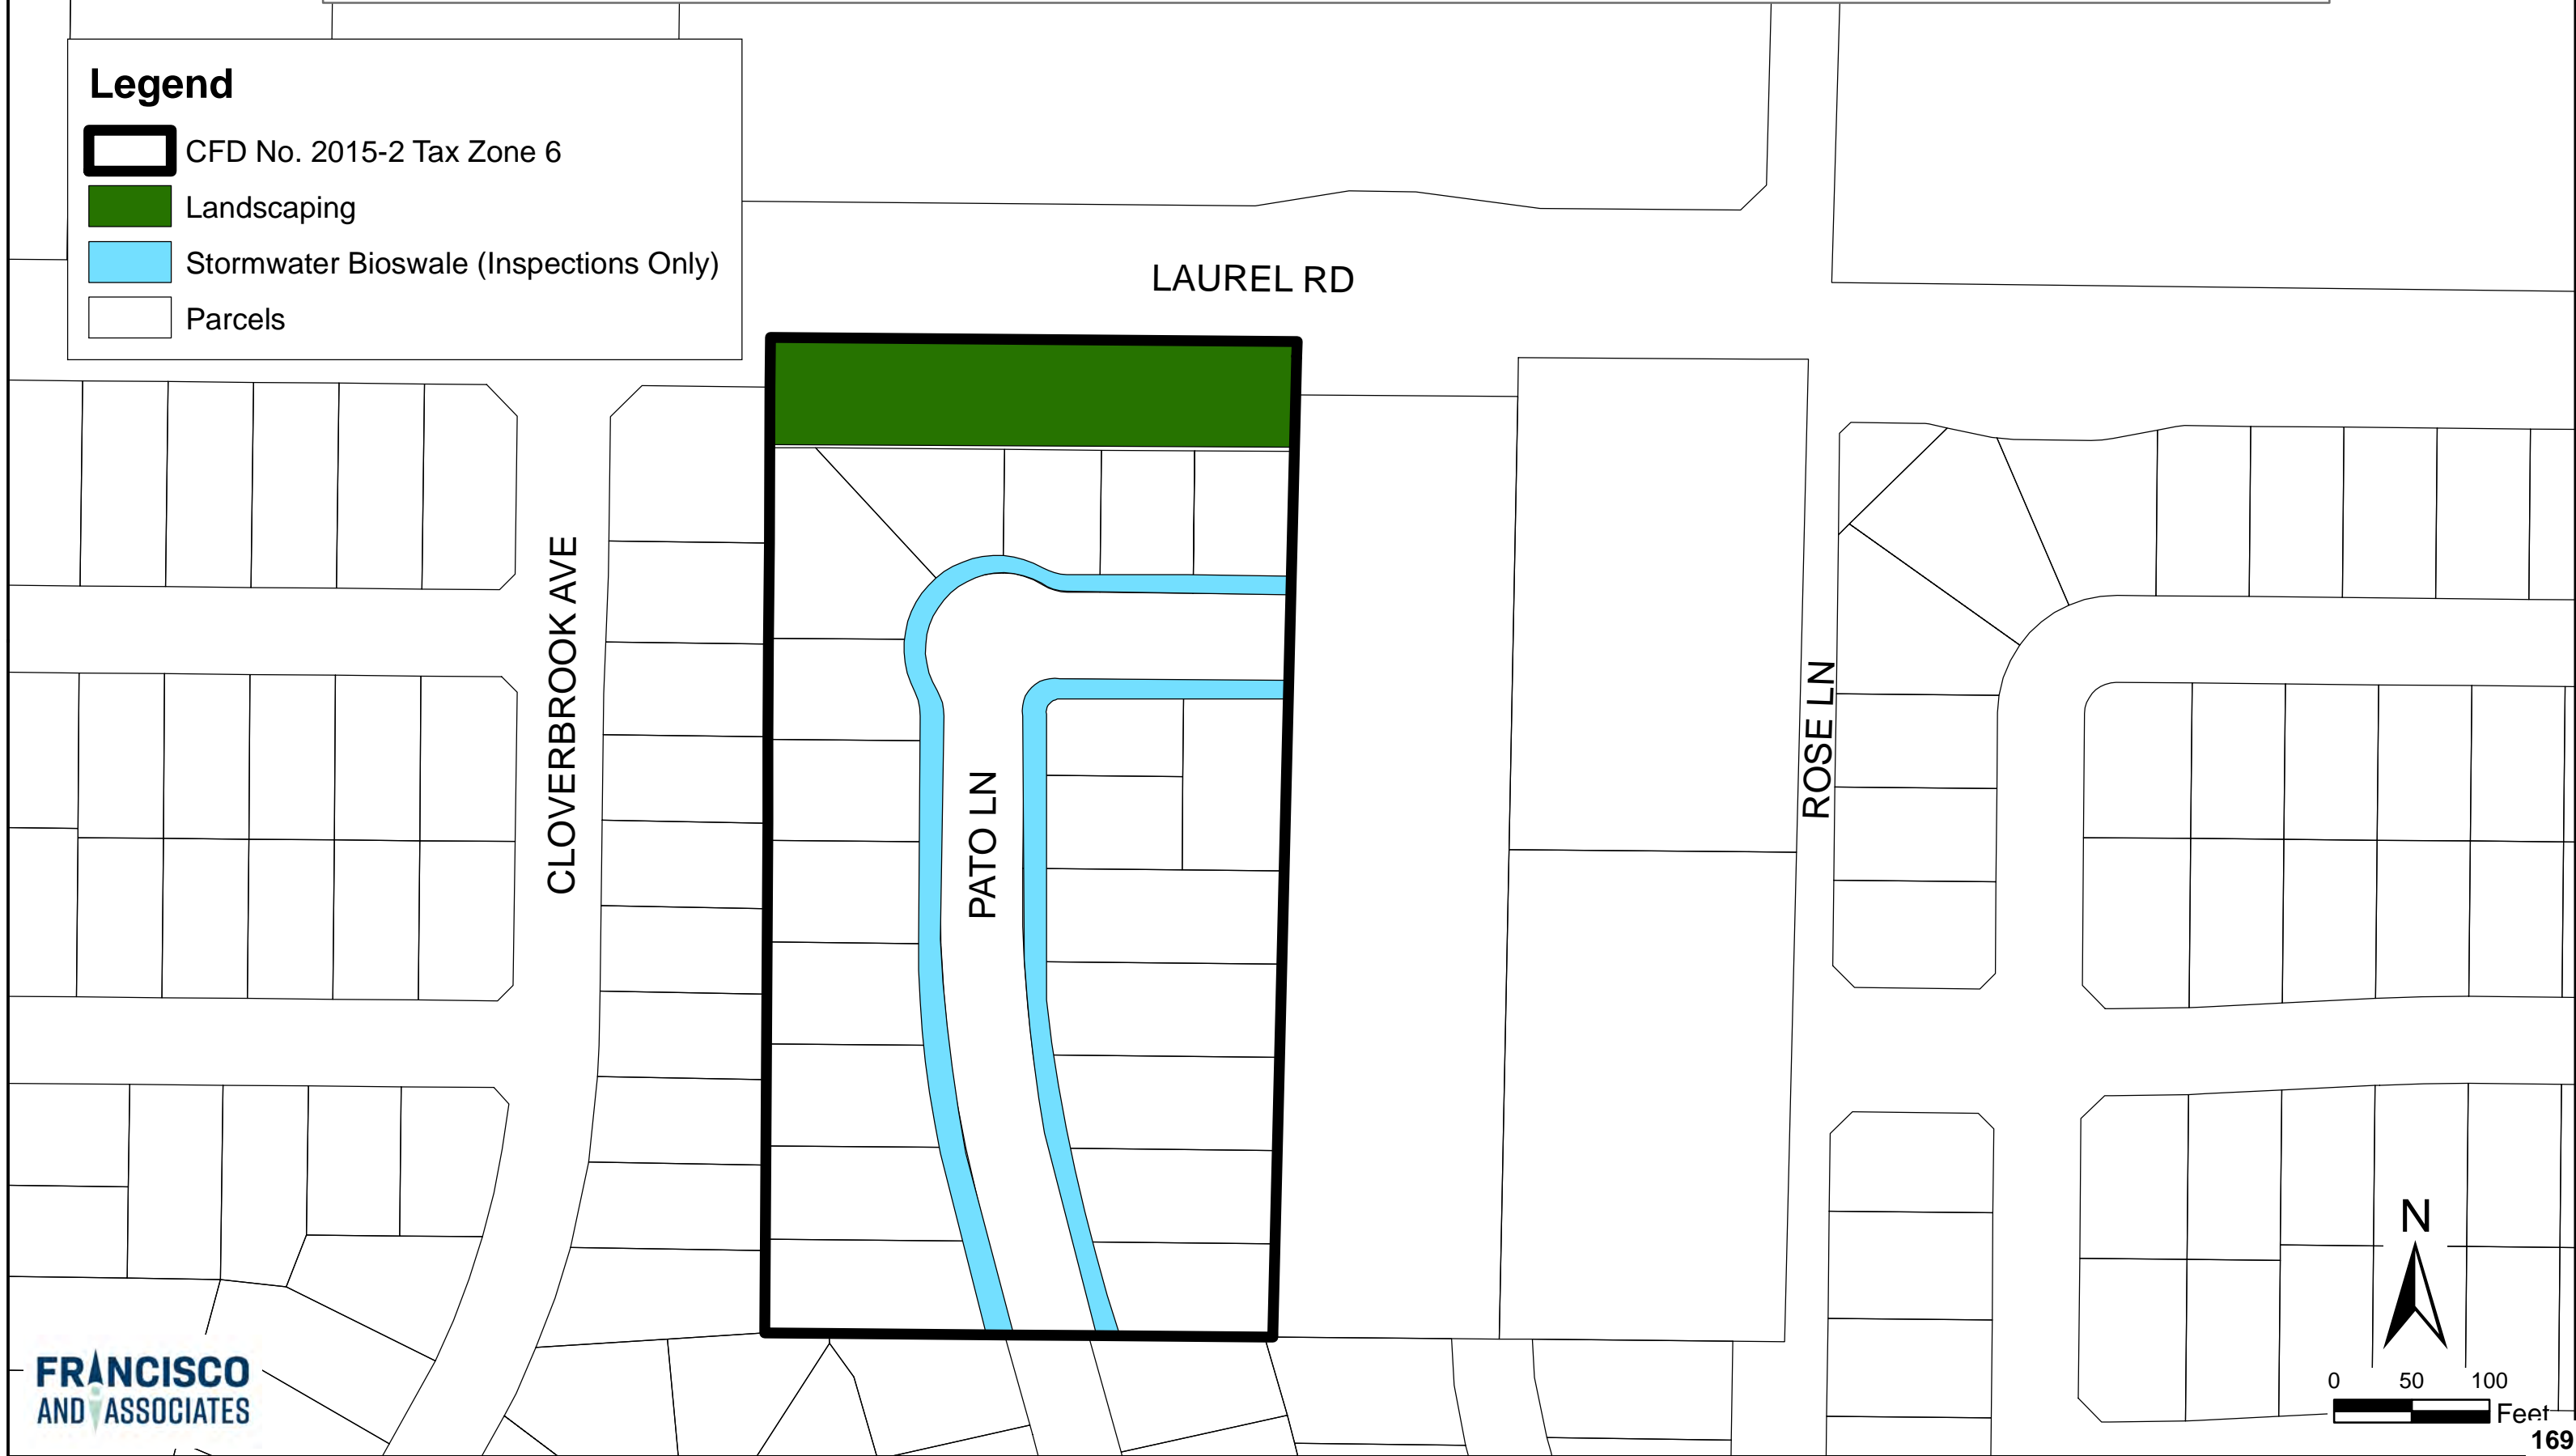 Legend
CFD No. 2015-2 Tax Zone 6
Landscaping
Stormwater Bioswale (Inspections Only)
Parcels
LAUREL RD
CLOVERBROOK AVE
PATO LN
ROSE LN
N
0 50 100
Feet
FRANCISCO
AND ASSOCIATES
169